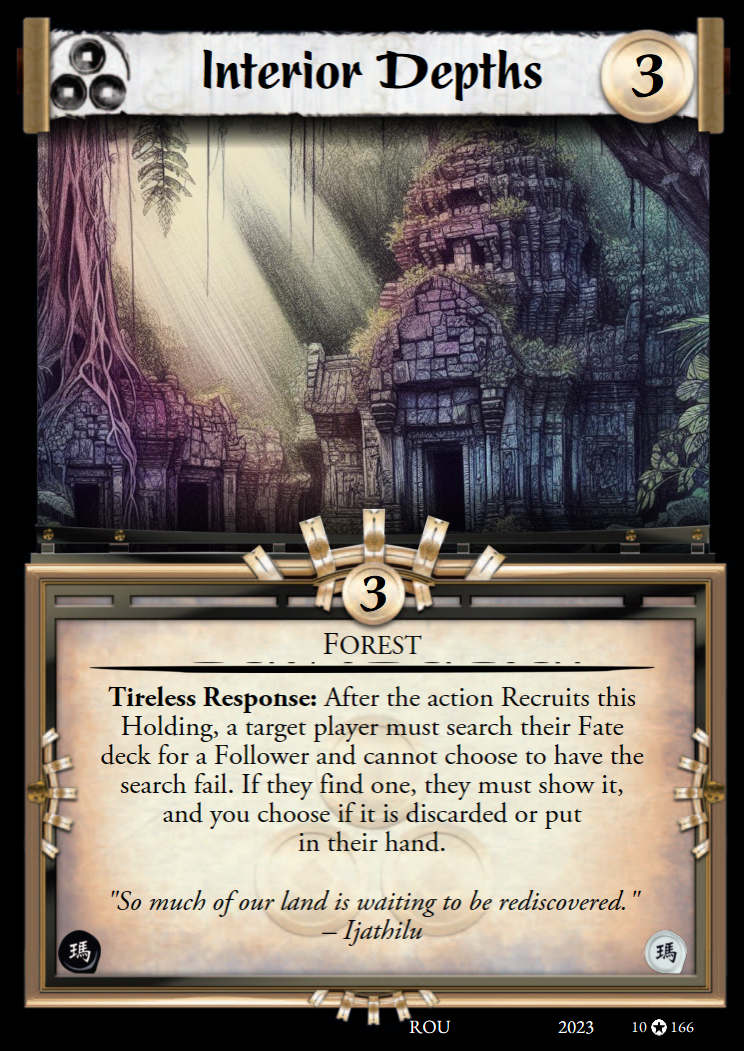 Interior Depths
3
3
FOREST
Tireless Response: After the action Recruits this
Holding, a target player must search their Fate
deck for a Follower and cannot choose to have the
search fail. If they find one, they must show it,
and you choose if it is discarded or put
in their hand.
"So much of our land is waiting to be rediscovered."
– Ijathilu
瑪
瑪
ROU 2023 10 166